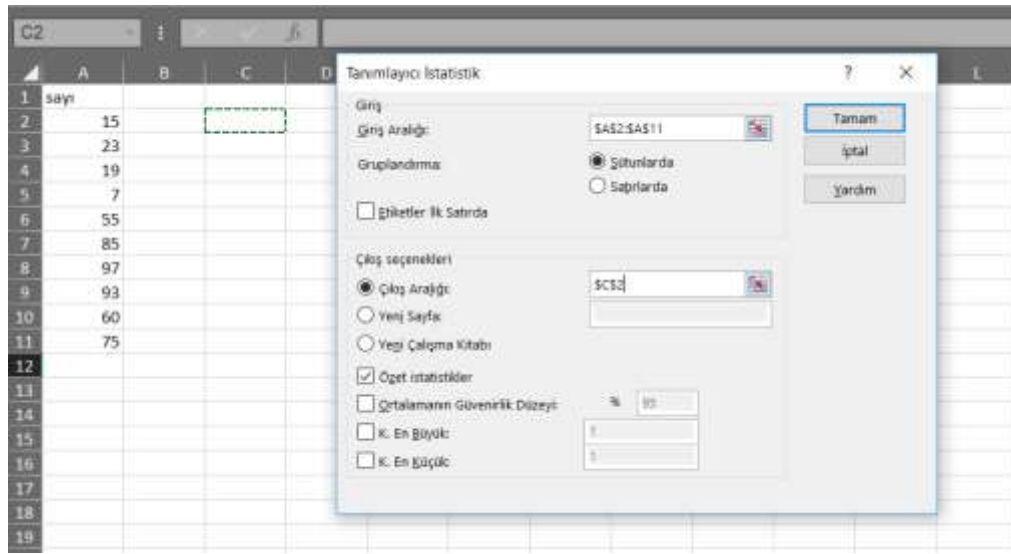 C2
fx
A B C D L
Tanımlayıcı İstatistik ? ×
1 sayı
2 15
3 23
4 19
5 7
6 55
7 85
8 97
9 93
10 60
11 75
12
13
14
15
16
17
18
19
Giriş
Giriş Aralığı: $A$2:$A$11
Gruplandırma: Sütunlarda
Satırlarda
Etiketler İlk Satırda
Çıkış seçenekleri
Çıkış Aralığı: $C$2
Yeni Sayfa:
Yeni Çalışma Kitabı
Özet istatistikler
Ortalamanın Güvenirlik Düzeyi: %
K. En Büyük:
K. En Küçük:
Tamam
İptal
Yardım